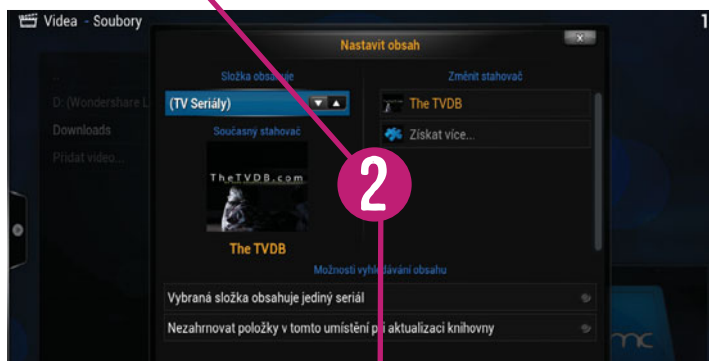 Videa - Soubory
1
Nastavit obsah
x
Složka obsahuje
Změnit stahovač
..
D: (Wondershare L
(TV Seriály)
The TVDB
Downloads
Současný stahovač
Získat více...
Přidat video...
TheTVDB.com
2
The TVDB
Možnosti vyhledávání obsahu
Vybraná složka obsahuje jediný seriál
Nezahrnovat položky v tomto umístění při aktualizaci knihovny
mc